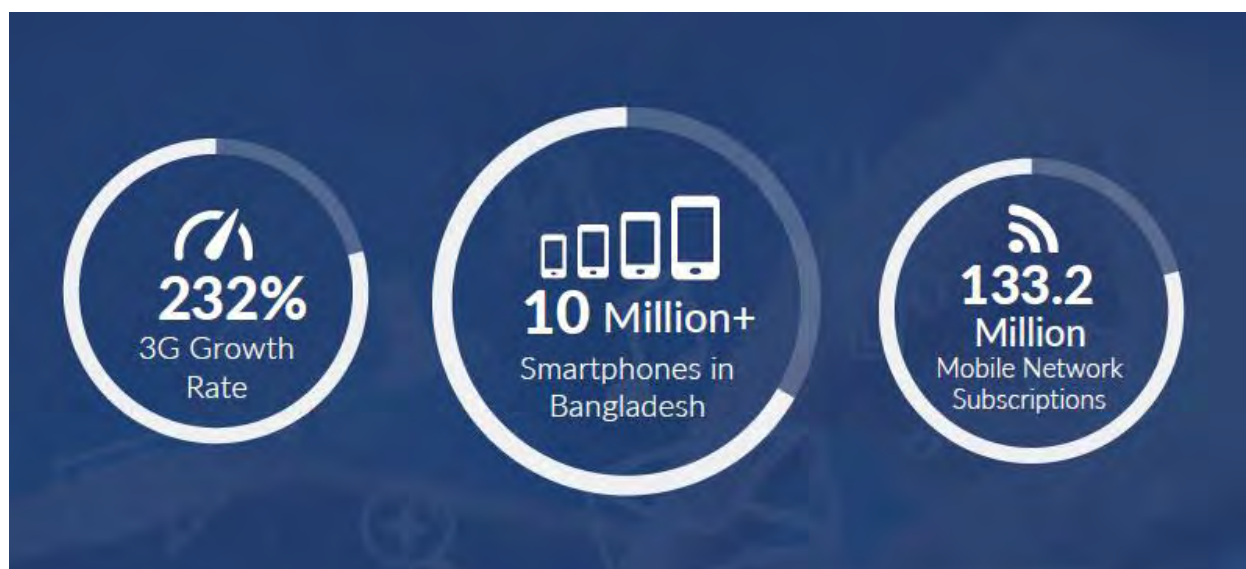 232%
3G Growth
Rate
10 Million+
Smartphones in
Bangladesh
133.2
Million
Mobile Network
Subscriptions